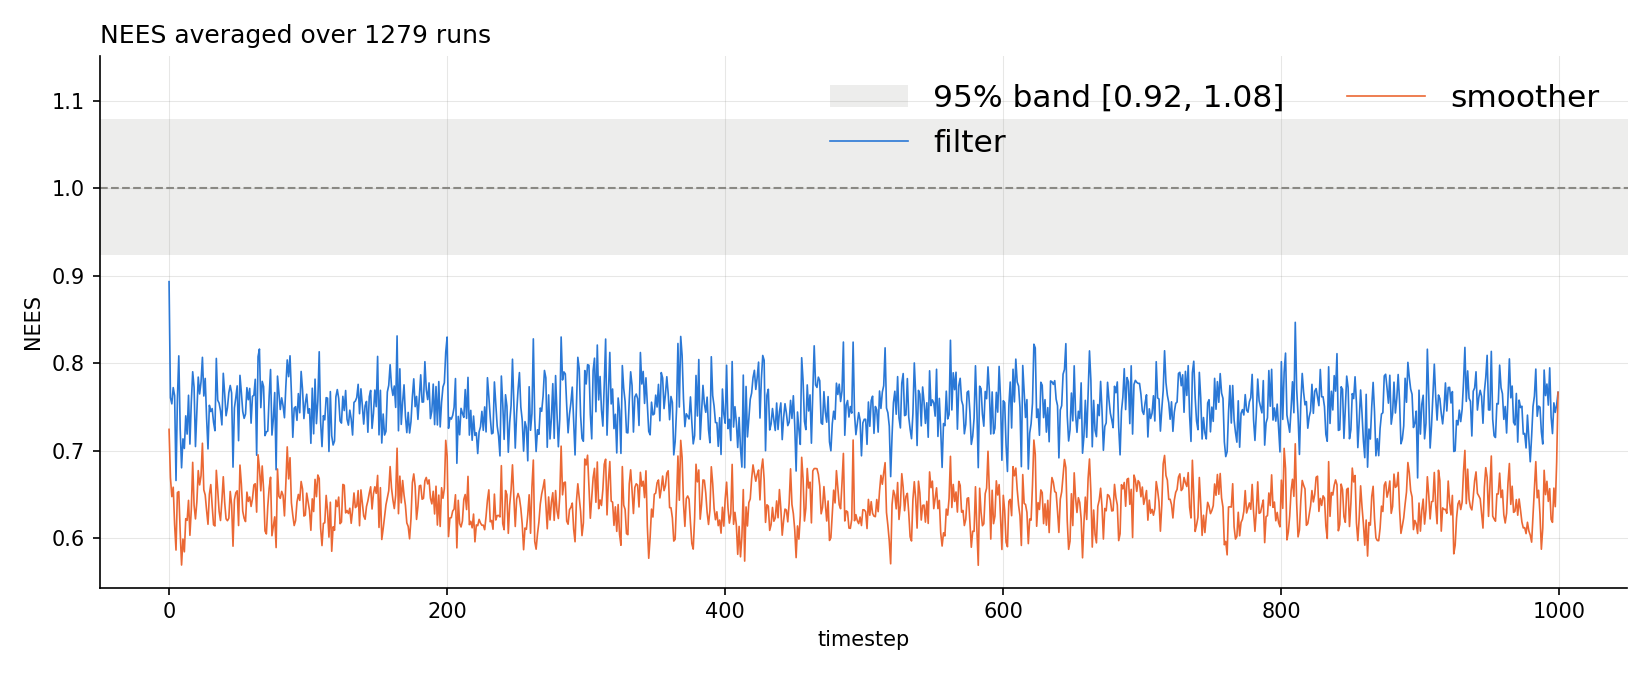 NEES averaged over 1279 runs
95% band [0.92, 1.08]
filter
smoother
NEES
1.1
1.0
0.9
0.8
0.7
0.6
0
200
400
600
800
1000
timestep